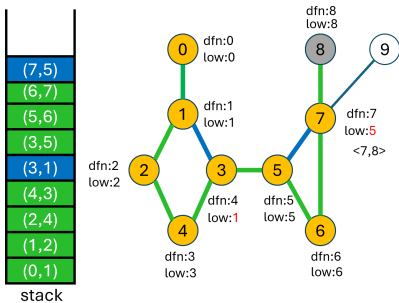 (7,5)
(6,7)
(5,6)
(3,5)
(3,1)
(4,3)
(2,4)
(1,2)
(0,1)
stack
0
dfn:0
low:0
1
dfn:1
low:1
dfn:2
low:2
2
3
dfn:4
low:1
4
dfn:3
low:3
5
dfn:5
low:5
dfn:8
low:8
8
9
7
dfn:7
low:5
<7,8>
6
dfn:6
low:6